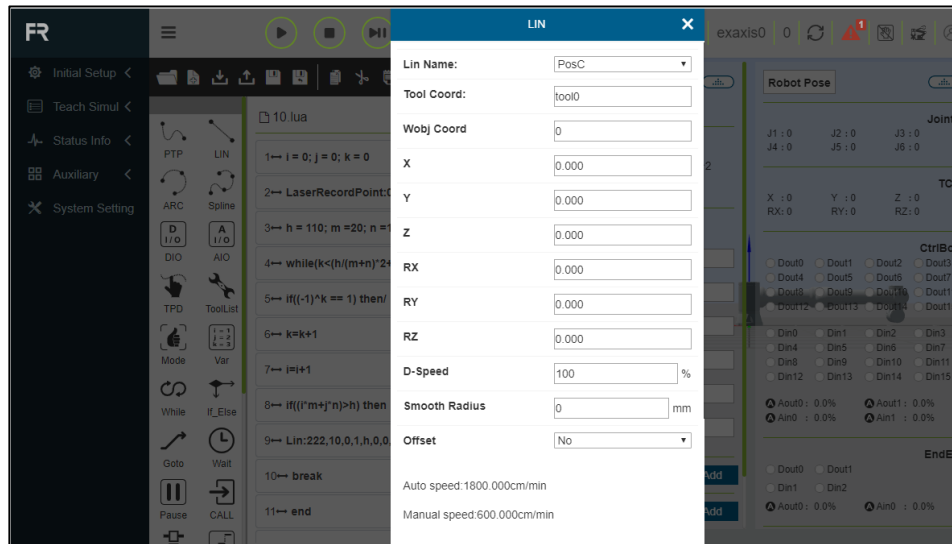 FR
Initial Setup
Teach Simul
Status Info
Auxiliary
System Setting
10.lua
PTP LIN
ARC Spline
D I/O A I/O
DIO AIO
TPD ToolList
i = 1
j = 2
k = 3
Mode Var
While If_Else
Goto Wait
Pause CALL
1 i = 0; j = 0; k = 0
2 LaserRecordPoint:
3 h = 110; m =20; n =
4 while(k<(h/(m+n)*2+
5 if((-1)^k == 1) then/
6 k=k+1
7 i=i+1
8 if((i*m+j*n)>h) then
9 Lin:222,10,0,1,h,0,0,
10 break
11 end
LIN
Lin Name: PosC
Tool Coord: tool0
Wobj Coord 0
X 0.000
Y 0.000
Z 0.000
RX 0.000
RY 0.000
RZ 0.000
D-Speed 100 %
Smooth Radius 0 mm
Offset No
Auto speed:1800.000cm/min
Manual speed:600.000cm/min
exaxis0 0 1
2
Add
Add
Robot Pose
Joint
J1 : 0 J2 : 0 J3 : 0
J4 : 0 J5 : 0 J6 : 0
TC
X : 0 Y : 0 Z : 0
RX: 0 RY: 0 RZ: 0
CtrlBo
Dout0 Dout1 Dout2 Dout3
Dout4 Dout5 Dout6 Dout7
Dout8 Dout9 Dout10 Dout1
Dout12 Dout13 Dout14 Dout1
Din0 Din1 Din2 Din3
Din4 Din5 Din6 Din7
Din8 Din9 Din10 Din11
Din12 Din13 Din14 Din15
A Aout0 : 0.0% A Aout1 : 0.0%
A Ain0 : 0.0% A Ain1 : 0.0%
EndE
Dout0 Dout1
Din1 Din2
A Aout0 : 0.0% A Ain0 : 0.0%